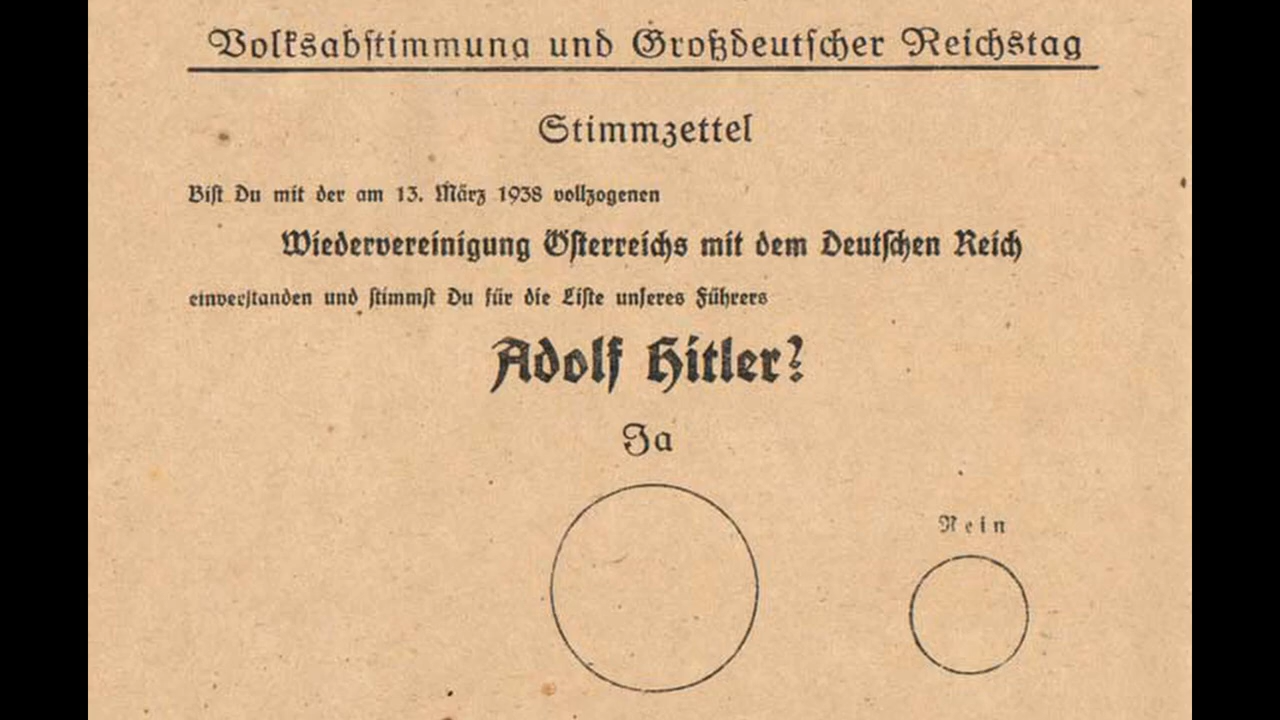 Volksabstimmung und Großdeutscher Reichstag
Stimmzettel
Bist Du mit der am 13. März 1938 vollzogenen
Wiedervereinigung Österreichs mit dem Deutschen Reich
einverstanden und stimmst Du für die Liste unseres Führers
Adolf Hitler?
Ja
Nein